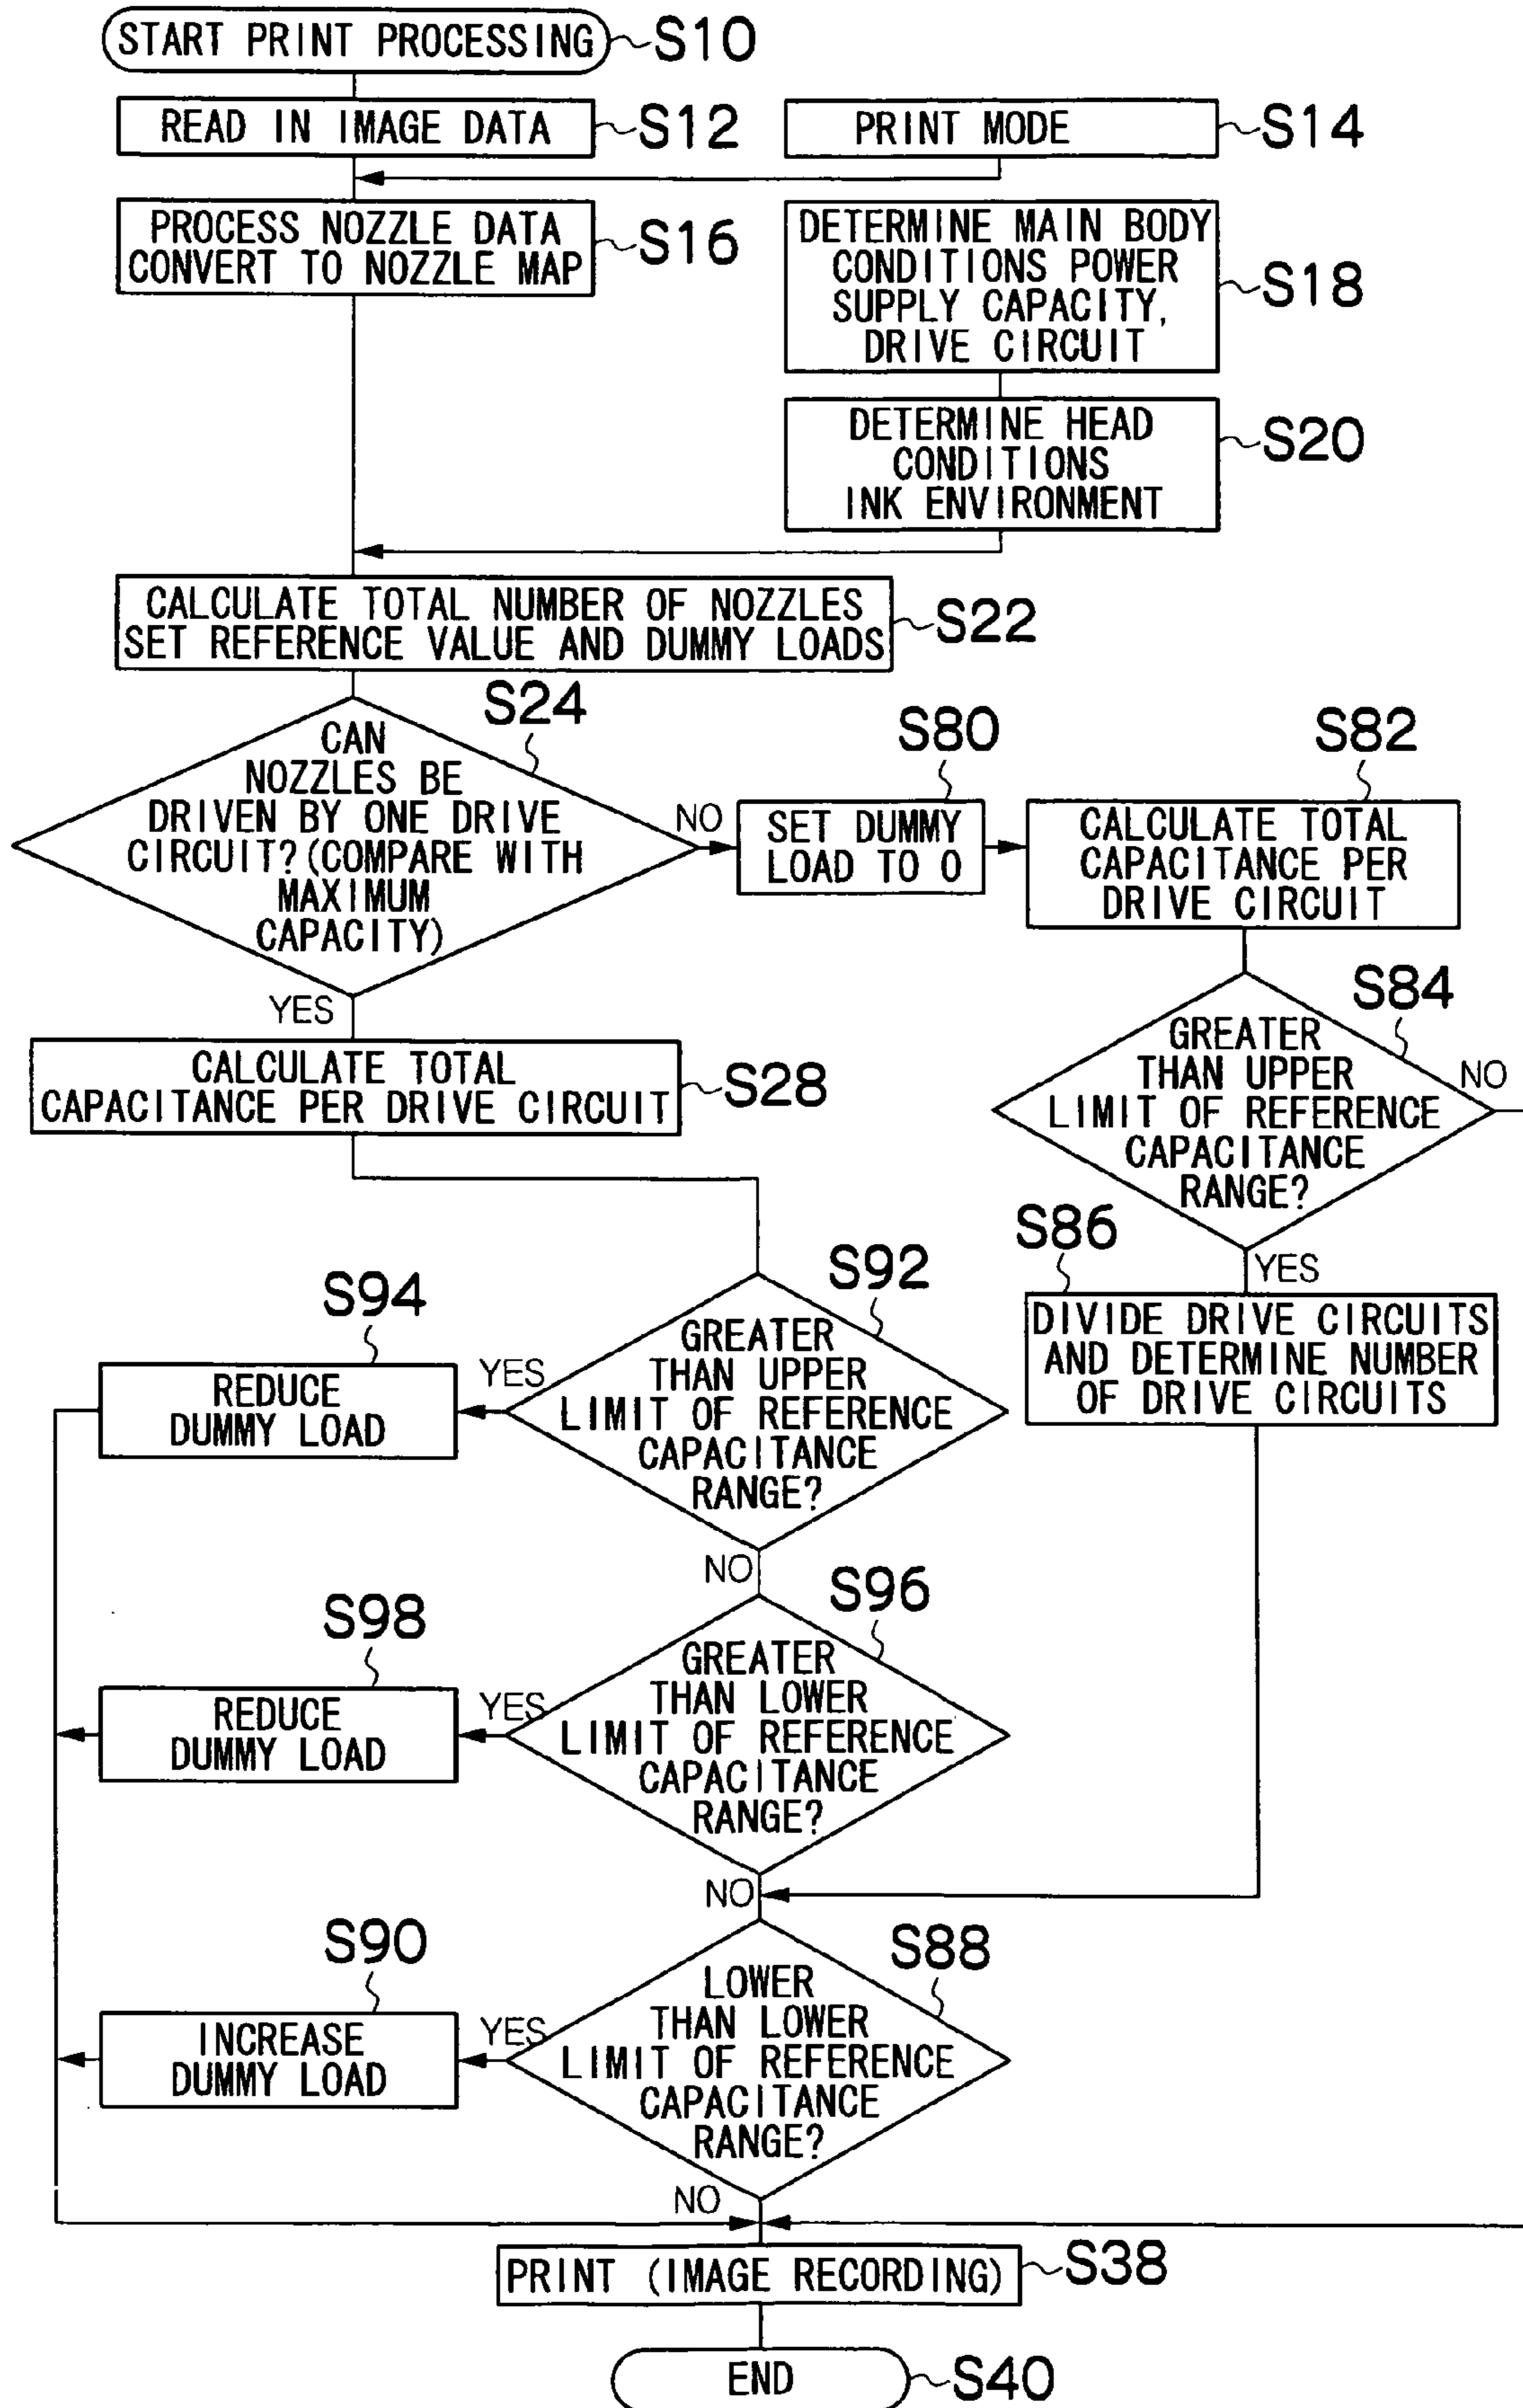 START PRINT PROCESSING
S10
READ IN IMAGE DATA
S12
PRINT MODE
S14
PROCESS NOZZLE DATA
CONVERT TO NOZZLE MAP
S16
DETERMINE MAIN BODY
CONDITIONS POWER
SUPPLY CAPACITY,
DRIVE CIRCUIT
S18
DETERMINE HEAD
CONDITIONS
INK ENVIRONMENT
S20
CALCULATE TOTAL NUMBER OF NOZZLES
SET REFERENCE VALUE AND DUMMY LOADS
S22
S24
CAN
NOZZLES BE
DRIVEN BY ONE DRIVE
CIRCUIT? (COMPARE WITH
MAXIMUM
CAPACITY)
NO
YES
S80
SET DUMMY
LOAD TO 0
S82
CALCULATE TOTAL
CAPACITANCE PER
DRIVE CIRCUIT
S84
GREATER
THAN UPPER
LIMIT OF REFERENCE
CAPACITANCE
RANGE?
NO
YES
CALCULATE TOTAL
CAPACITANCE PER DRIVE CIRCUIT
S28
S86
DIVIDE DRIVE CIRCUITS
AND DETERMINE NUMBER
OF DRIVE CIRCUITS
S92
GREATER
THAN UPPER
LIMIT OF REFERENCE
CAPACITANCE
RANGE?
YES
NO
S94
REDUCE
DUMMY LOAD
S96
GREATER
THAN LOWER
LIMIT OF REFERENCE
CAPACITANCE
RANGE?
YES
NO
S98
REDUCE
DUMMY LOAD
S88
LOWER
THAN LOWER
LIMIT OF REFERENCE
CAPACITANCE
RANGE?
YES
NO
S90
INCREASE
DUMMY LOAD
PRINT (IMAGE RECORDING)
S38
END
S40